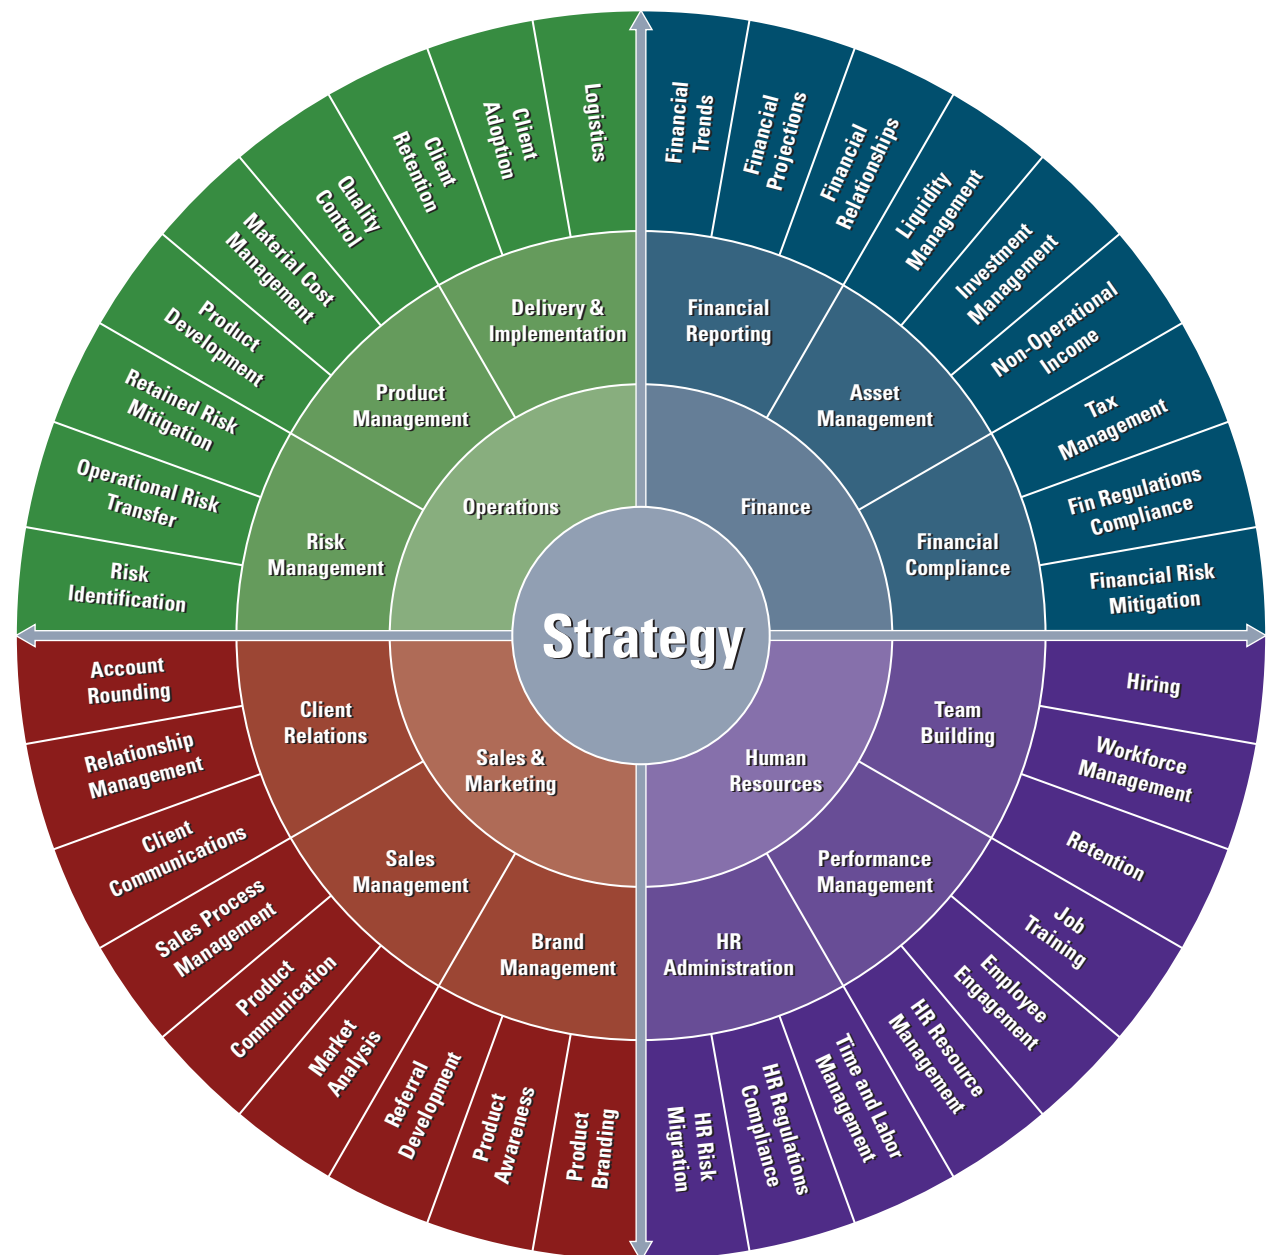 Strategy
Operations
Finance
Sales &
Marketing
Human
Resources
Delivery &
Implementation
Product
Management
Risk
Management
Financial
Reporting
Asset
Management
Financial
Compliance
Team
Building
Performance
Management
HR
Administration
Brand
Management
Sales
Management
Client
Relations
Financial
Trends
Financial
Projections
Financial
Relationships
Liquidity
Management
Investment
Management
Non-Operational
Income
Tax
Management
Fin Regulations
Compliance
Financial Risk
Mitigation
Hiring
Workforce
Management
Retention
Job
Training
Employee
Engagement
HR Resource
Management
Time and Labor
Management
HR Regulations
Compliance
HR Risk
Migration
Product
Branding
Product
Awareness
Referral
Development
Market
Analysis
Product
Communication
Sales Process
Management
Client
Communications
Relationship
Management
Account
Rounding
Risk
Identification
Operational Risk
Transfer
Retained Risk
Mitigation
Product
Development
Material Cost
Management
Quality
Control
Client
Retention
Client
Adoption
Logistics